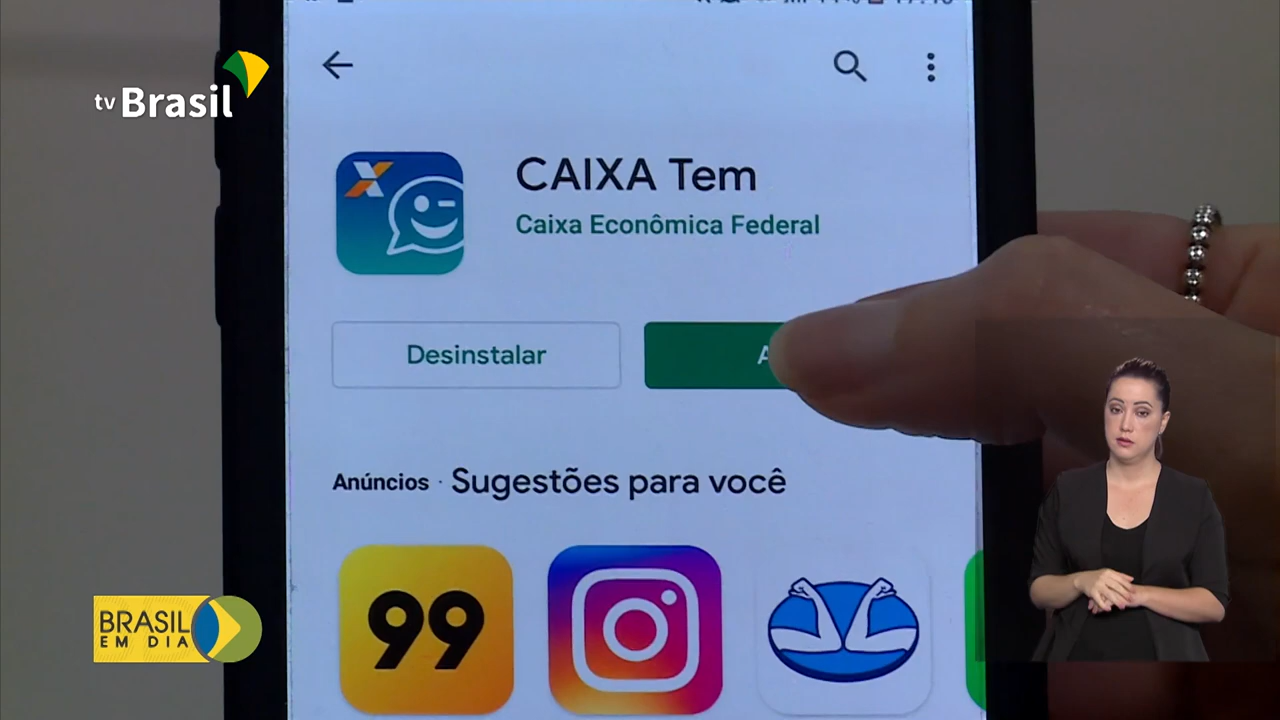 tv Brasil
CAIXA Tem
Caixa Econômica Federal
Desinstalar
A
Anúncios · Sugestões para você
99
BRASIL
EM DIA